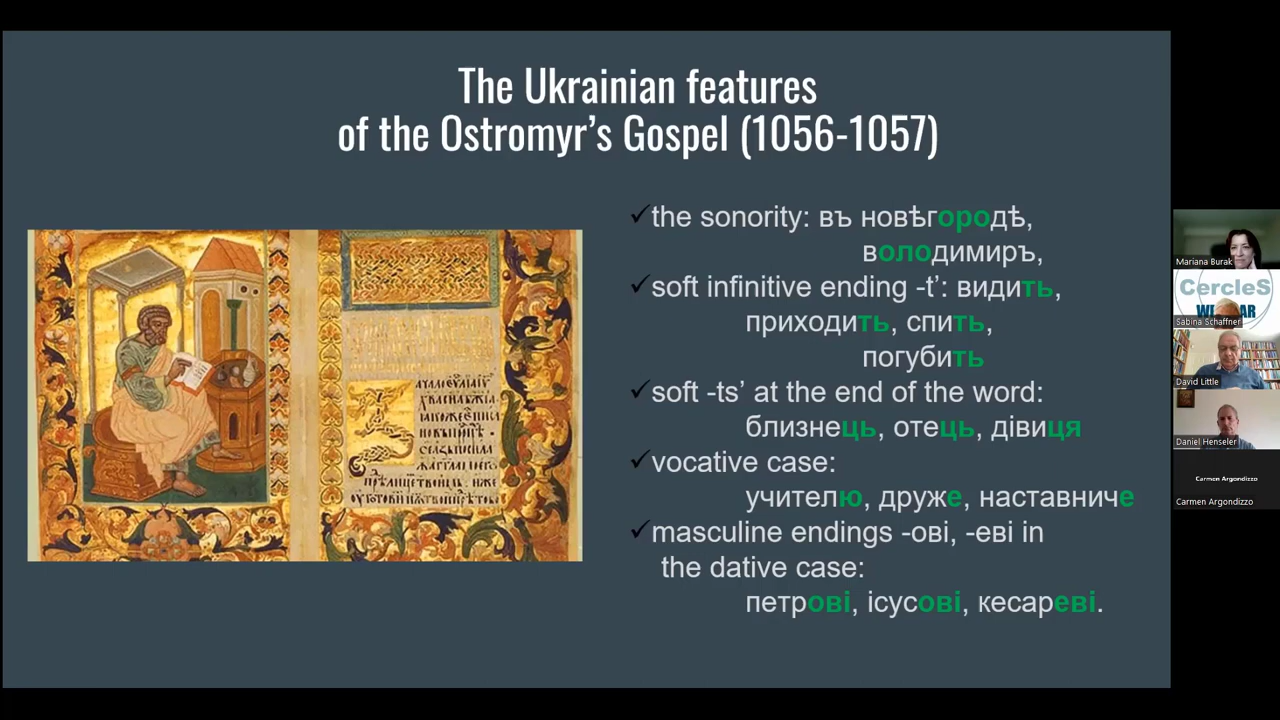 The Ukrainian features
of the Ostromyr's Gospel (1056-1057)
✓the sonority: въ новѣгородѣ,
володимиръ,
✓soft infinitive ending -t’: видить,
приходить, спить,
погубить
✓soft -ts’ at the end of the word:
близнець, отець, дівиця
✓vocative case:
учителю, друже, наставниче
✓masculine endings -ові, -еві in
the dative case:
петрові, ісусові, кесареві.
Mariana Burak
CercleS
Sabina Schaffner
David Little
Daniel Henseler
Carmen Argondizzo
Carmen Argondizzo